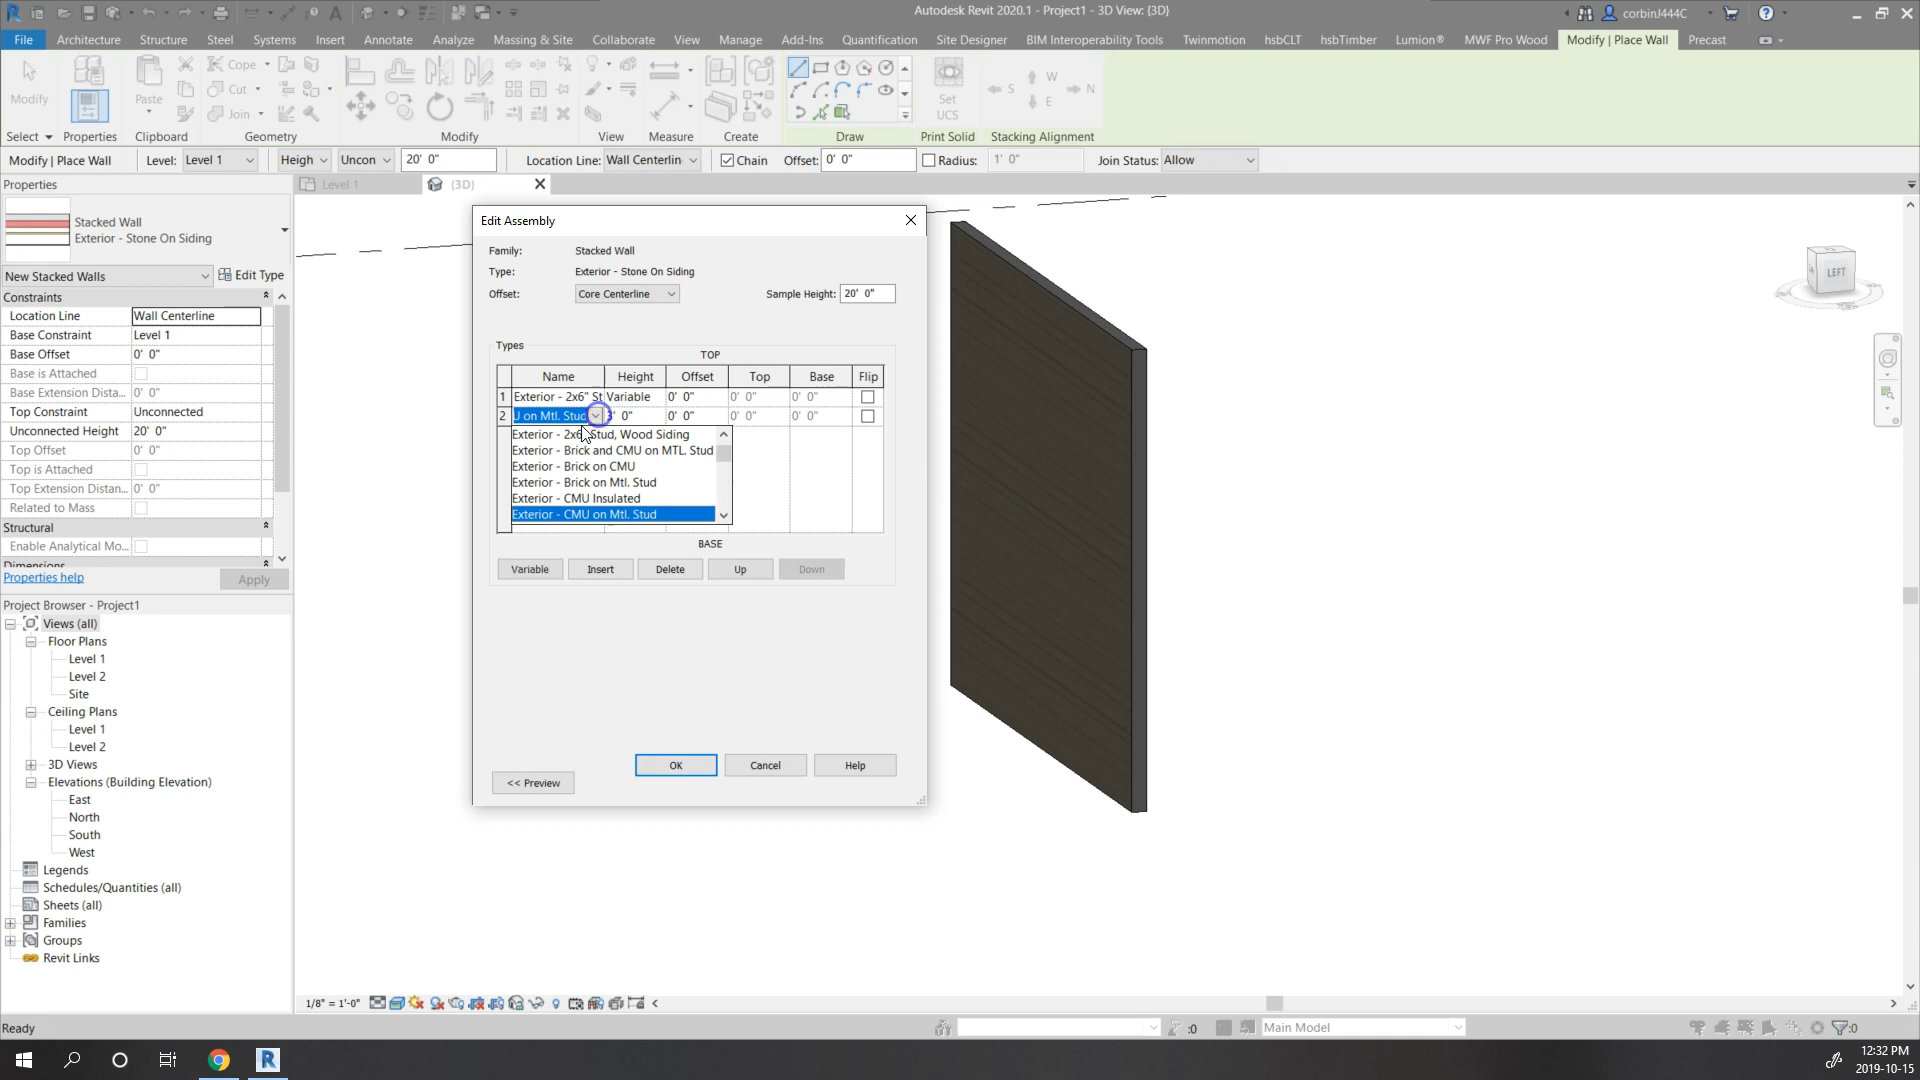 Autodesk Revit 2020.1 - Project1 - 3D View: {3D}
corbinJ444C
File Architecture Structure Steel Systems Insert Annotate Analyze Massing & Site Collaborate View Manage Add-Ins Quantification Site Designer BIM Interoperability Tools Twinmotion hsbCLT hsbTimber Lumion® MWF Pro Wood Modify | Place Wall Precast
Cope
Cut
Join
W
S
N
E
Modify
Paste
Set
UCS
Select Properties Clipboard Geometry Modify View Measure Create Draw Print Solid Stacking Alignment
Modify | Place Wall Level: Level 1 Heigh Uncon 20' 0" Location Line: Wall Centerlin Chain Offset: 0' 0" Radius: 1' 0" Join Status: Allow
Properties
Level 1
{3D}
Stacked Wall
Exterior - Stone On Siding
New Stacked Walls Edit Type
Constraints
Location Line Wall Centerline
Base Constraint Level 1
Base Offset 0' 0"
Base is Attached
Base Extension Dista... 0' 0"
Top Constraint Unconnected
Unconnected Height 20' 0"
Top Offset 0' 0"
Top is Attached
Top Extension Distan... 0' 0"
Related to Mass
Structural
Enable Analytical Mo...
Dimensions
Properties help Apply
Project Browser - Project1
Views (all)
Floor Plans
Level 1
Level 2
Site
Ceiling Plans
Level 1
Level 2
3D Views
Elevations (Building Elevation)
East
North
South
West
Legends
Schedules/Quantities (all)
Sheets (all)
Families
Groups
Revit Links
Edit Assembly
Family: Stacked Wall
Type: Exterior - Stone On Siding
Offset: Core Centerline Sample Height: 20' 0"
Types
TOP
Name Height Offset Top Base Flip
1 Exterior - 2x6" St Variable 0' 0" 0' 0" 0' 0"
2 U on Mtl. Stud 3' 0" 0' 0" 0' 0" 0' 0"
Exterior - 2x6 Stud, Wood Siding
Exterior - Brick and CMU on MTL. Stud
Exterior - Brick on CMU
Exterior - Brick on Mtl. Stud
Exterior - CMU Insulated
Exterior - CMU on Mtl. Stud
BASE
Variable Insert Delete Up Down
OK Cancel Help
<< Preview
LEFT
1/8" = 1'-0"
Ready
:0
Main Model
:0
12:32 PM
2019-10-15